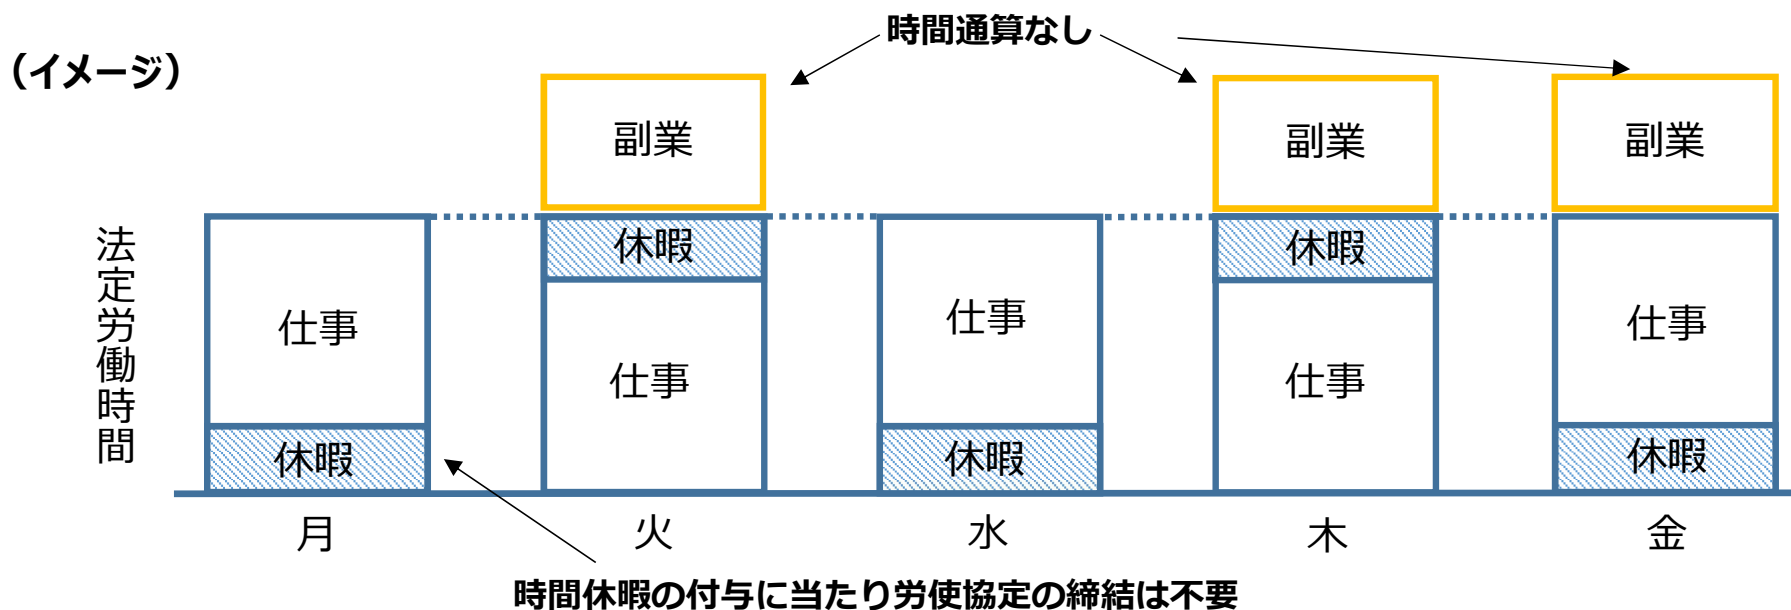 時間通算なし
（イメージ）
副業
副業
副業
法定労働時間
仕事
休暇
休暇
仕事
仕事
休暇
休暇
仕事
仕事
休暇
月
火
水
木
金
時間休暇の付与に当たり労使協定の締結は不要